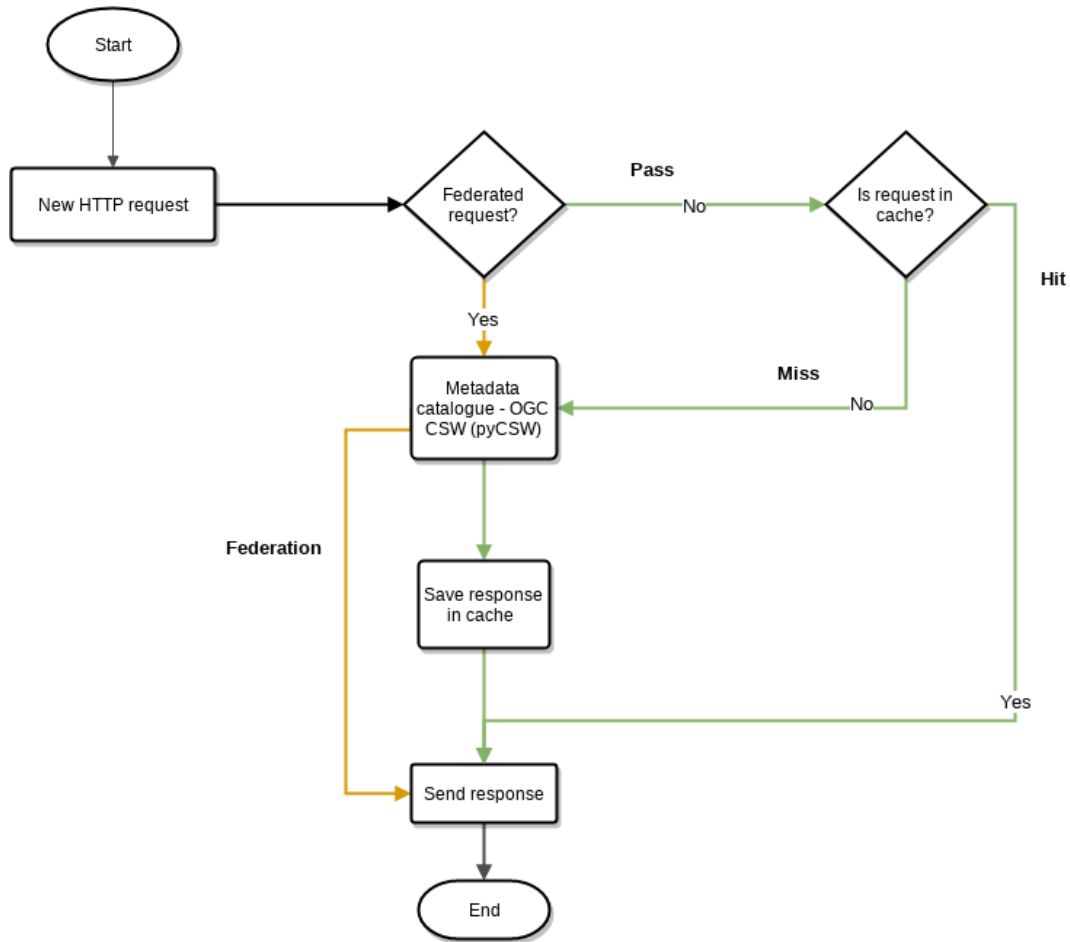 Start
New HTTP request
Federated
request?
Pass
No
Is request in
cache?
Hit
Yes
Miss
No
Metadata
catalogue - OGC
CSW (pyCSW)
Federation
Save response
in cache
Yes
Send response
End